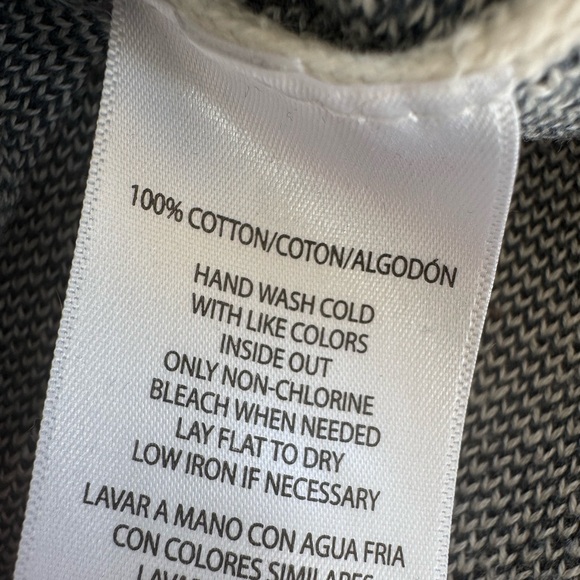 100% COTTON/COTON/ALGODÓN
HAND WASH COLD
WITH LIKE COLORS
INSIDE OUT
ONLY NON-CHLORINE
BLEACH WHEN NEEDED
LAY FLAT TO DRY
LOW IRON IF NECESSARY
LAVAR A MANO CON AGUA FRIA
CON COLORES SIMILARES